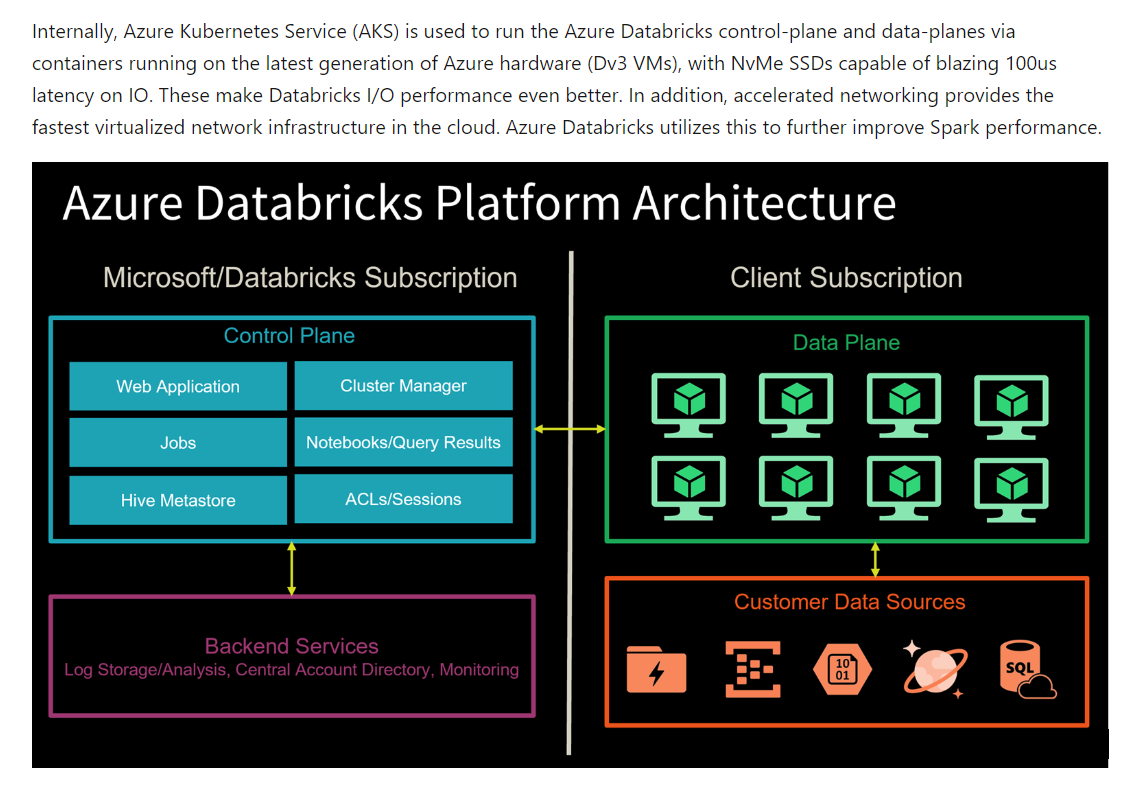 Internally, Azure Kubernetes Service (AKS) is used to run the Azure Databricks control-plane and data-planes via
containers running on the latest generation of Azure hardware (Dv3 VMs), with NvMe SSDs capable of blazing 100us
latency on IO. These make Databricks I/O performance even better. In addition, accelerated networking provides the
fastest virtualized network infrastructure in the cloud. Azure Databricks utilizes this to further improve Spark performance.
Azure Databricks Platform Architecture
Microsoft/Databricks Subscription
Control Plane
Web Application
Cluster Manager
Jobs
Notebooks/Query Results
Hive Metastore
ACLs/Sessions
Backend Services
Log Storage/Analysis, Central Account Directory, Monitoring
Client Subscription
Data Plane
Customer Data Sources
10
01
SQL